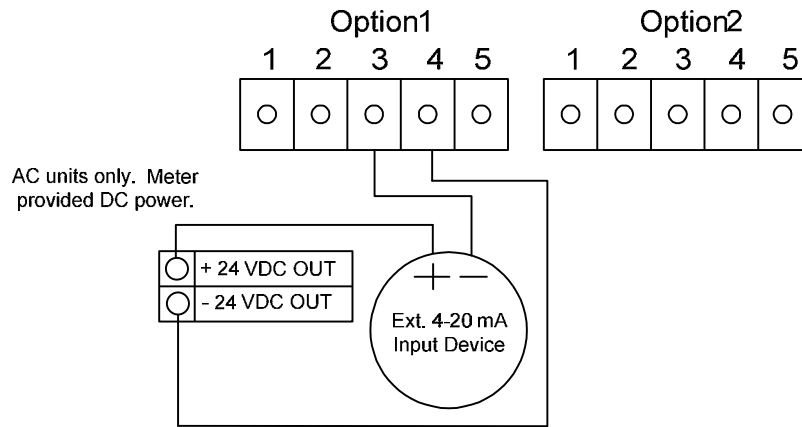 Option1 Option2
1 2 3 4 5 1 2 3 4 5
AC units only. Meter
provided DC power.
+ 24 VDC OUT
- 24 VDC OUT
+ −
Ext. 4-20 mA
Input Device